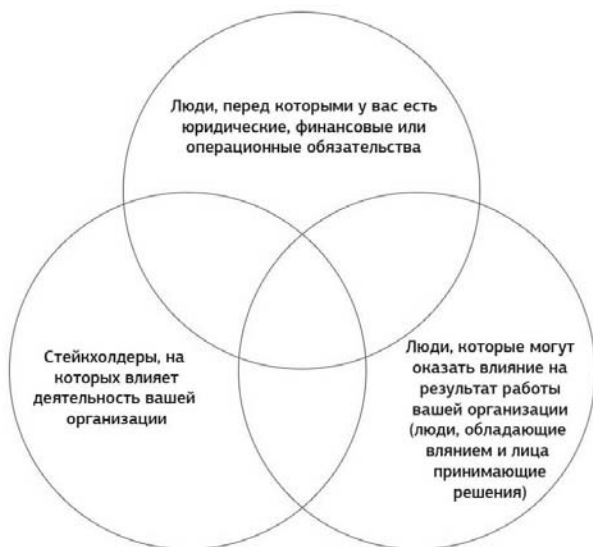 Люди, перед которыми у вас есть
юридические, финансовые или
операционные обязательства
Стейкхолдеры, на
которых влияет
деятельность вашей
организации
Люди, которые могут
оказать влияние на
результат работы
вашей организации
(люди, обладающие
влянием и лица
принимающие
решения)